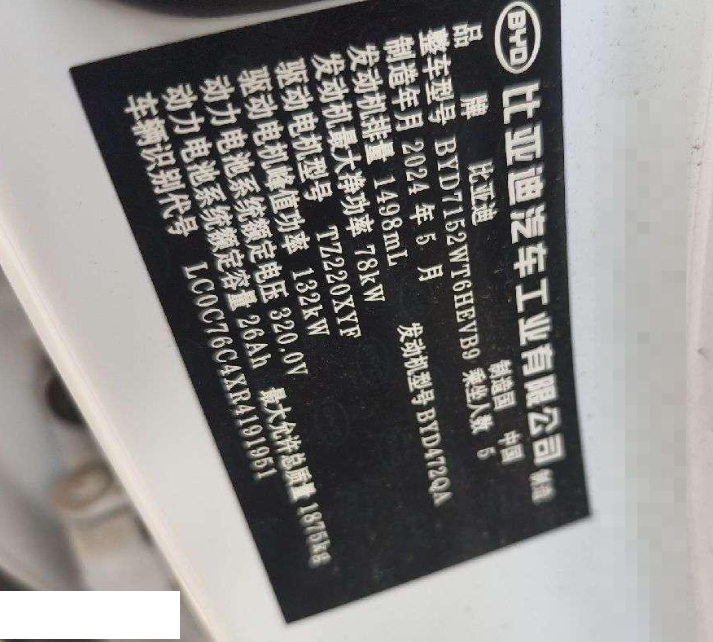 BYD 比亚迪汽车工业有限公司 制造
品牌 比亚迪 制造国 中国
整车型号 BYD7152WT6HEVB9 乘坐人数 5
制造年月 2024 年 5 月
发动机排量 1498mL 发动机型号 BYD472QA
发动机最大净功率 78kW
驱动电机型号 TZ220XYF
驱动电机峰值功率 132kW
动力电池系统额定电压 320.0V
动力电池系统额定容量 26Ah 最大允许总质量 1875kg
车辆识别代号 LC0C76C4XR4191951